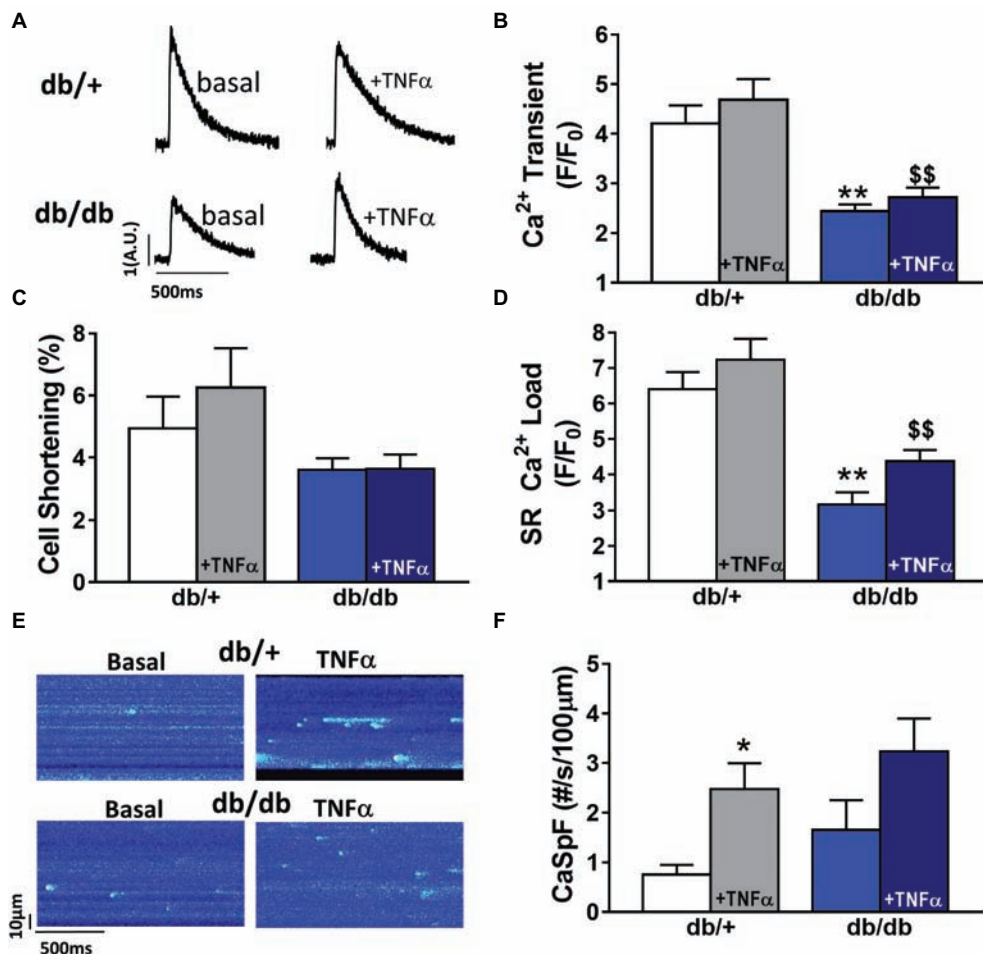 A
db/+
basal
+TNFα
db/db
basal
+TNFα
1(A.U.)
500ms
B
Ca2+ Transient
(F/F0)
6
5
4
3
2
1
**
$$
+TNFα
+TNFα
db/+
db/db
C
Cell Shortening (%)
8
6
4
2
0
+TNFα
+TNFα
db/+
db/db
D
SR Ca2+ Load
(F/F0)
7
6
5
4
3
2
1
**
$$
+TNFα
+TNFα
db/+
db/db
E
db/+
Basal
TNFα
db/db
Basal
TNFα
10μm
500ms
F
CaSpF (#/s/100μm)
5
4
3
2
1
0
*
+TNFα
+TNFα
db/+
db/db